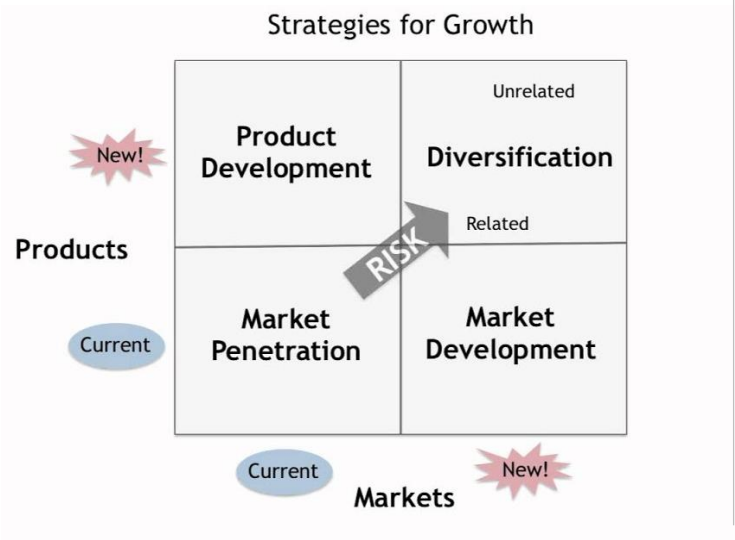 Strategies for Growth
Unrelated
Product
Development
Diversification
New!
Related
Products
RISK
Market
Penetration
Market
Development
Current
Current
New!
Markets